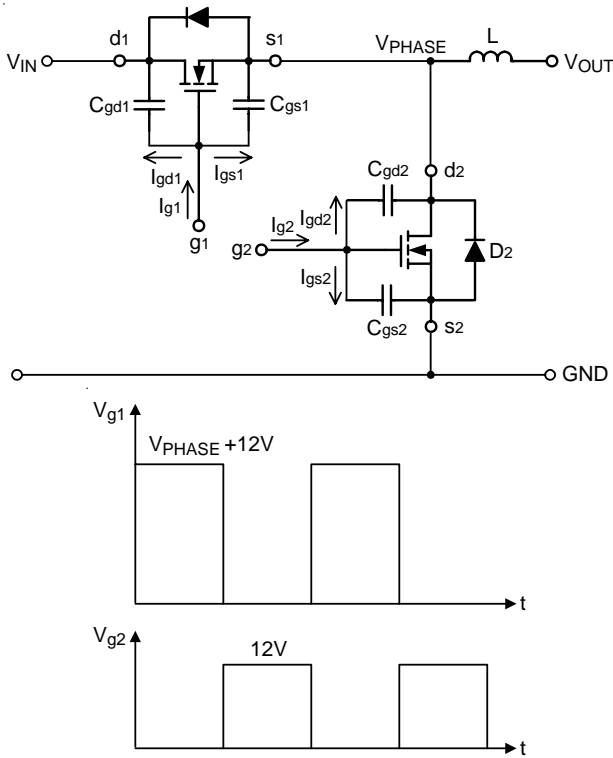 d1
s1
VPHASE
L
VIN
VOUT
Cgd1
Cgs1
Igd1
Igs1
Ig1
g1
Cgd2
d2
Ig2
Igd2
g2
D2
Igs2
Cgs2
s2
GND
Vg1
VPHASE +12V
t
Vg2
12V
t